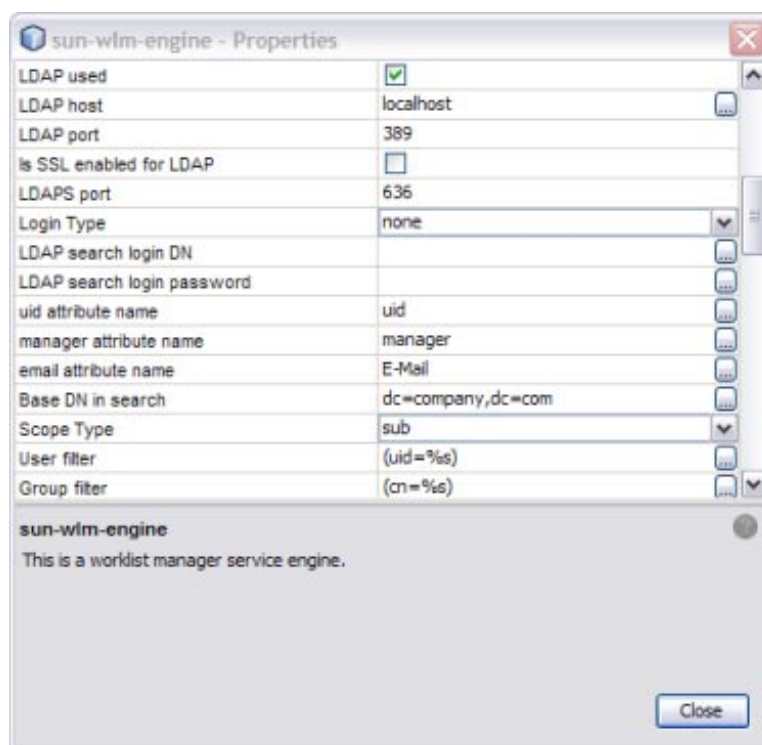 sun-wlm-engine - Properties
LDAP used
LDAP host localhost ...
LDAP port 389
Is SSL enabled for LDAP
LDAPS port 636
Login Type none
LDAP search login DN ...
LDAP search login password ...
uid attribute name uid ...
manager attribute name manager ...
email attribute name E-Mail ...
Base DN in search dc=company,dc=com ...
Scope Type sub
User filter (uid=%s) ...
Group filter (cn=%s) ...
sun-wlm-engine
This is a worklist manager service engine.
Close